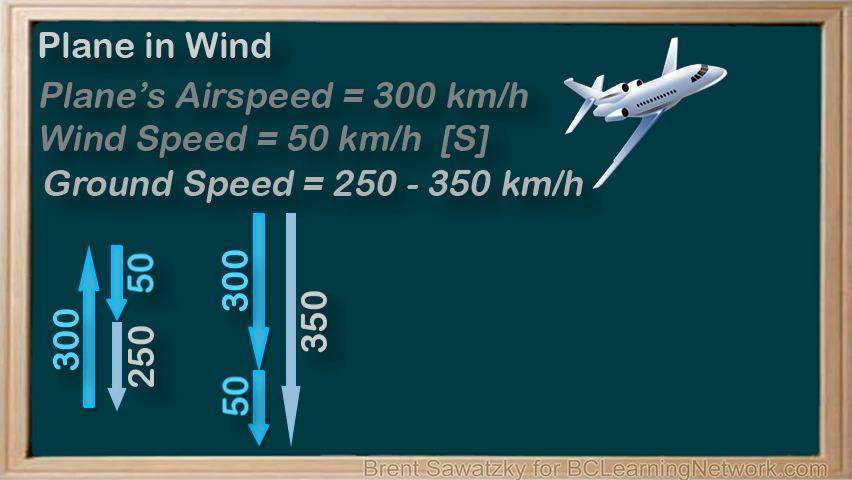 Plane in Wind
Plane's Airspeed = 300 km/h
Wind Speed = 50 km/h [S]
Ground Speed = 250 - 350 km/h
300
50
250
300
50
350
Brent Sawatzky for BCLearningNetwork.com